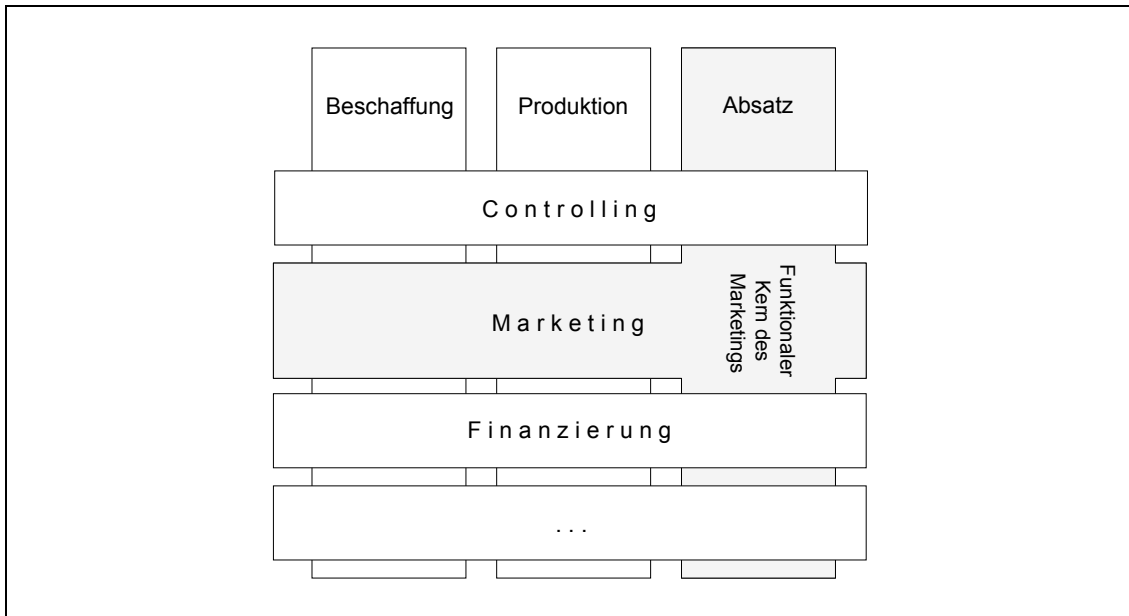 Beschaffung
Produktion
Absatz
Controlling
Marketing
Funktionaler
Kern des
Marketings
Finanzierung
...